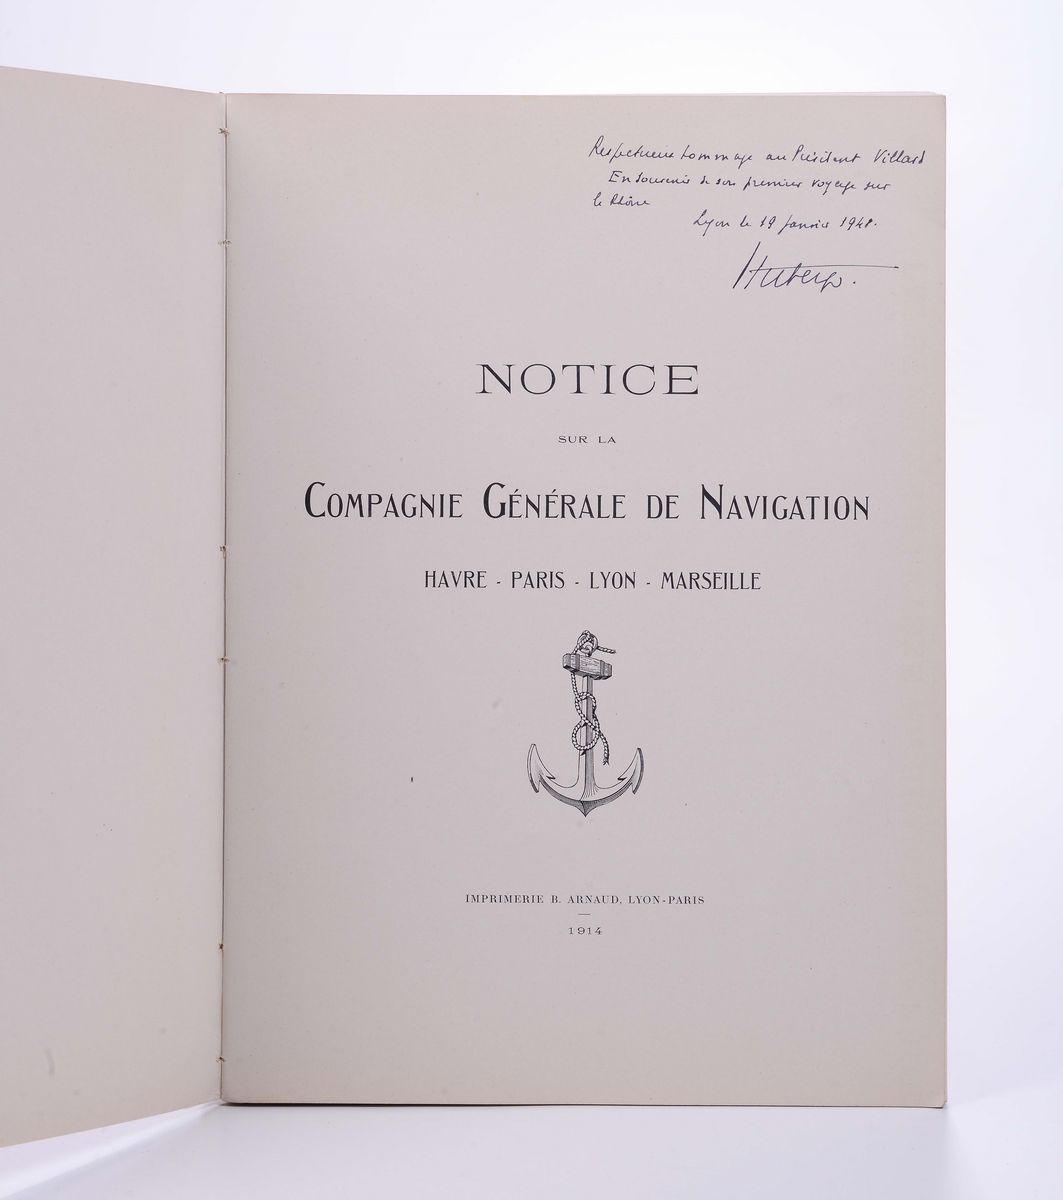 Respectueux hommage au Président Villard
En souvenir de son premier voyage sur
le Rhône
Lyon le 19 janvier 1948.
NOTICE
SUR LA
COMPAGNIE GÉNÉRALE DE NAVIGATION
HAVRE - PARIS - LYON - MARSEILLE
IMPRIMERIE B. ARNAUD, LYON-PARIS
1914